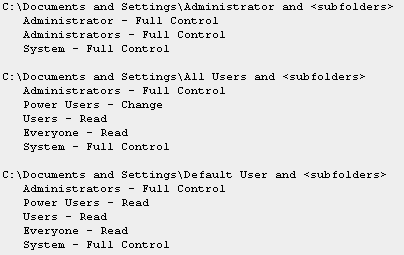 C:\Documents and Settings\Administrator and <subfolders>
Administrator - Full Control
Administrators - Full Control
System - Full Control
C:\Documents and Settings\All Users and <subfolders>
Administrators - Full Control
Power Users - Change
Users - Read
Everyone - Read
System - Full Control
C:\Documents and Settings\Default User and <subfolders>
Administrators - Full Control
Power Users - Read
Users - Read
Everyone - Read
System - Full Control